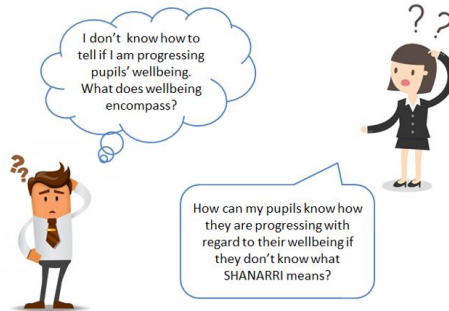 I don't know how to
tell if I am progressing
pupils' wellbeing.
What does wellbeing
encompass?
? ?
??
How can my pupils know how
they are progressing with
regard to their wellbeing if
they don't know what
SHANARRI means?